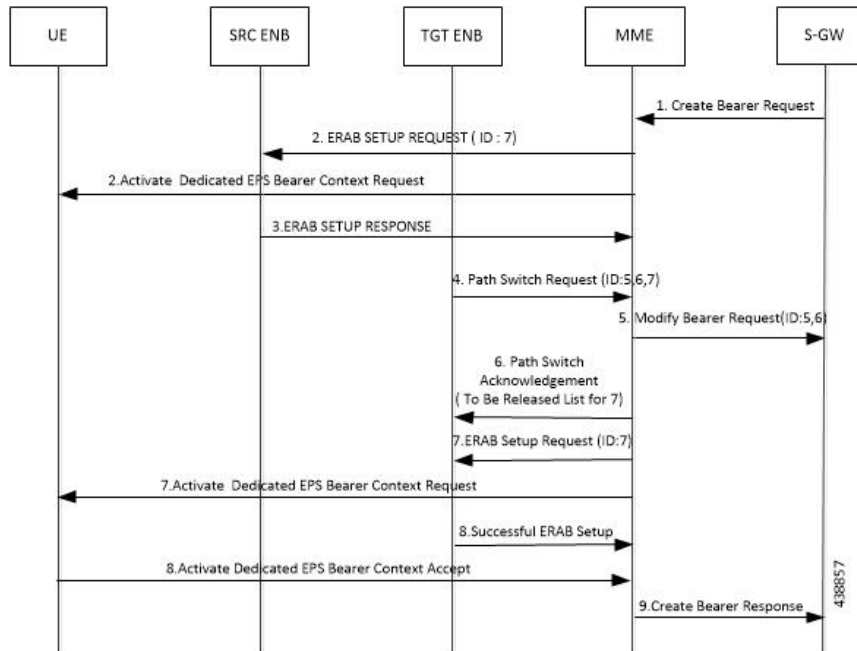 UE
SRC ENB
TGT ENB
MME
S-GW
1. Create Bearer Request
2. ERAB SETUP REQUEST ( ID : 7)
2.Activate Dedicated EPS Bearer Context Request
3.ERAB SETUP RESPONSE
4. Path Switch Request (ID:5,6,7)
5. Modify Bearer Request(ID:5,6)
6. Path Switch
Acknowledgement
( To Be Released List for 7)
7.ERAB Setup Request (ID:7)
7.Activate Dedicated EPS Bearer Context Request
8.Successful ERAB Setup
8.Activate Dedicated EPS Bearer Context Accept
9.Create Bearer Response
438857